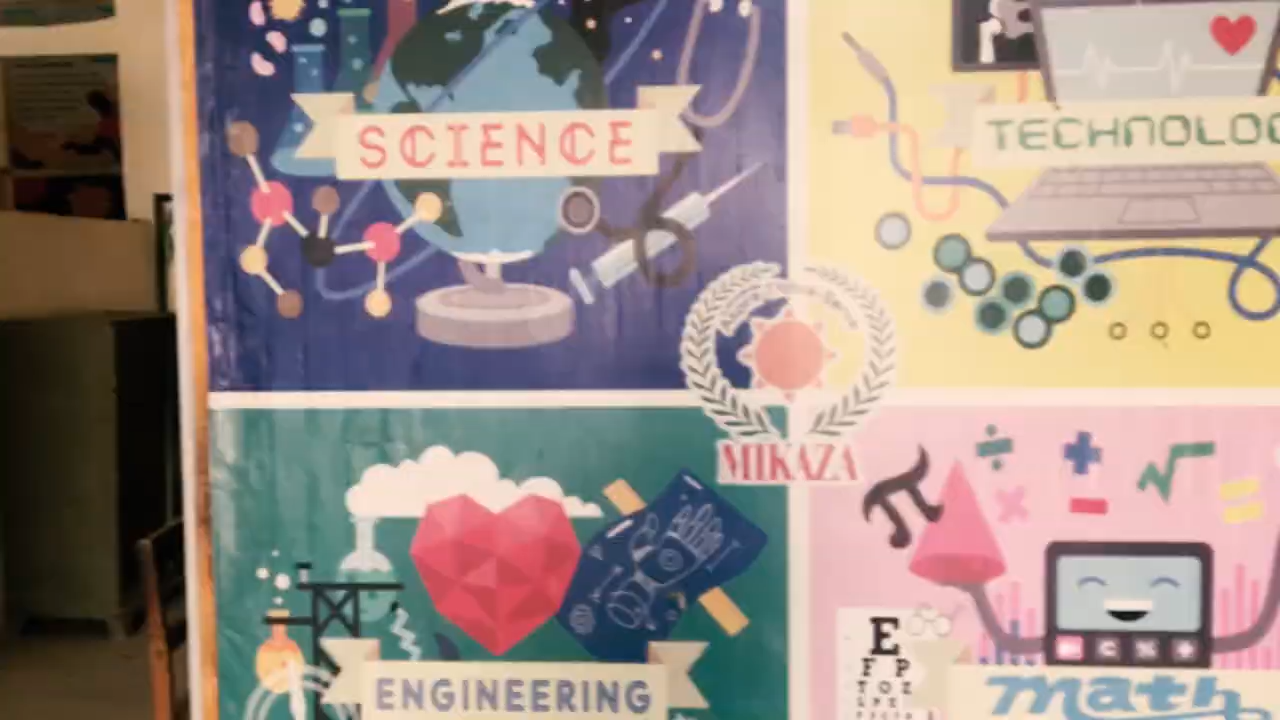 SCIENCE
TECHNOLOG
MIKAZA
E
F P
T O Z
ENGINEERING
math